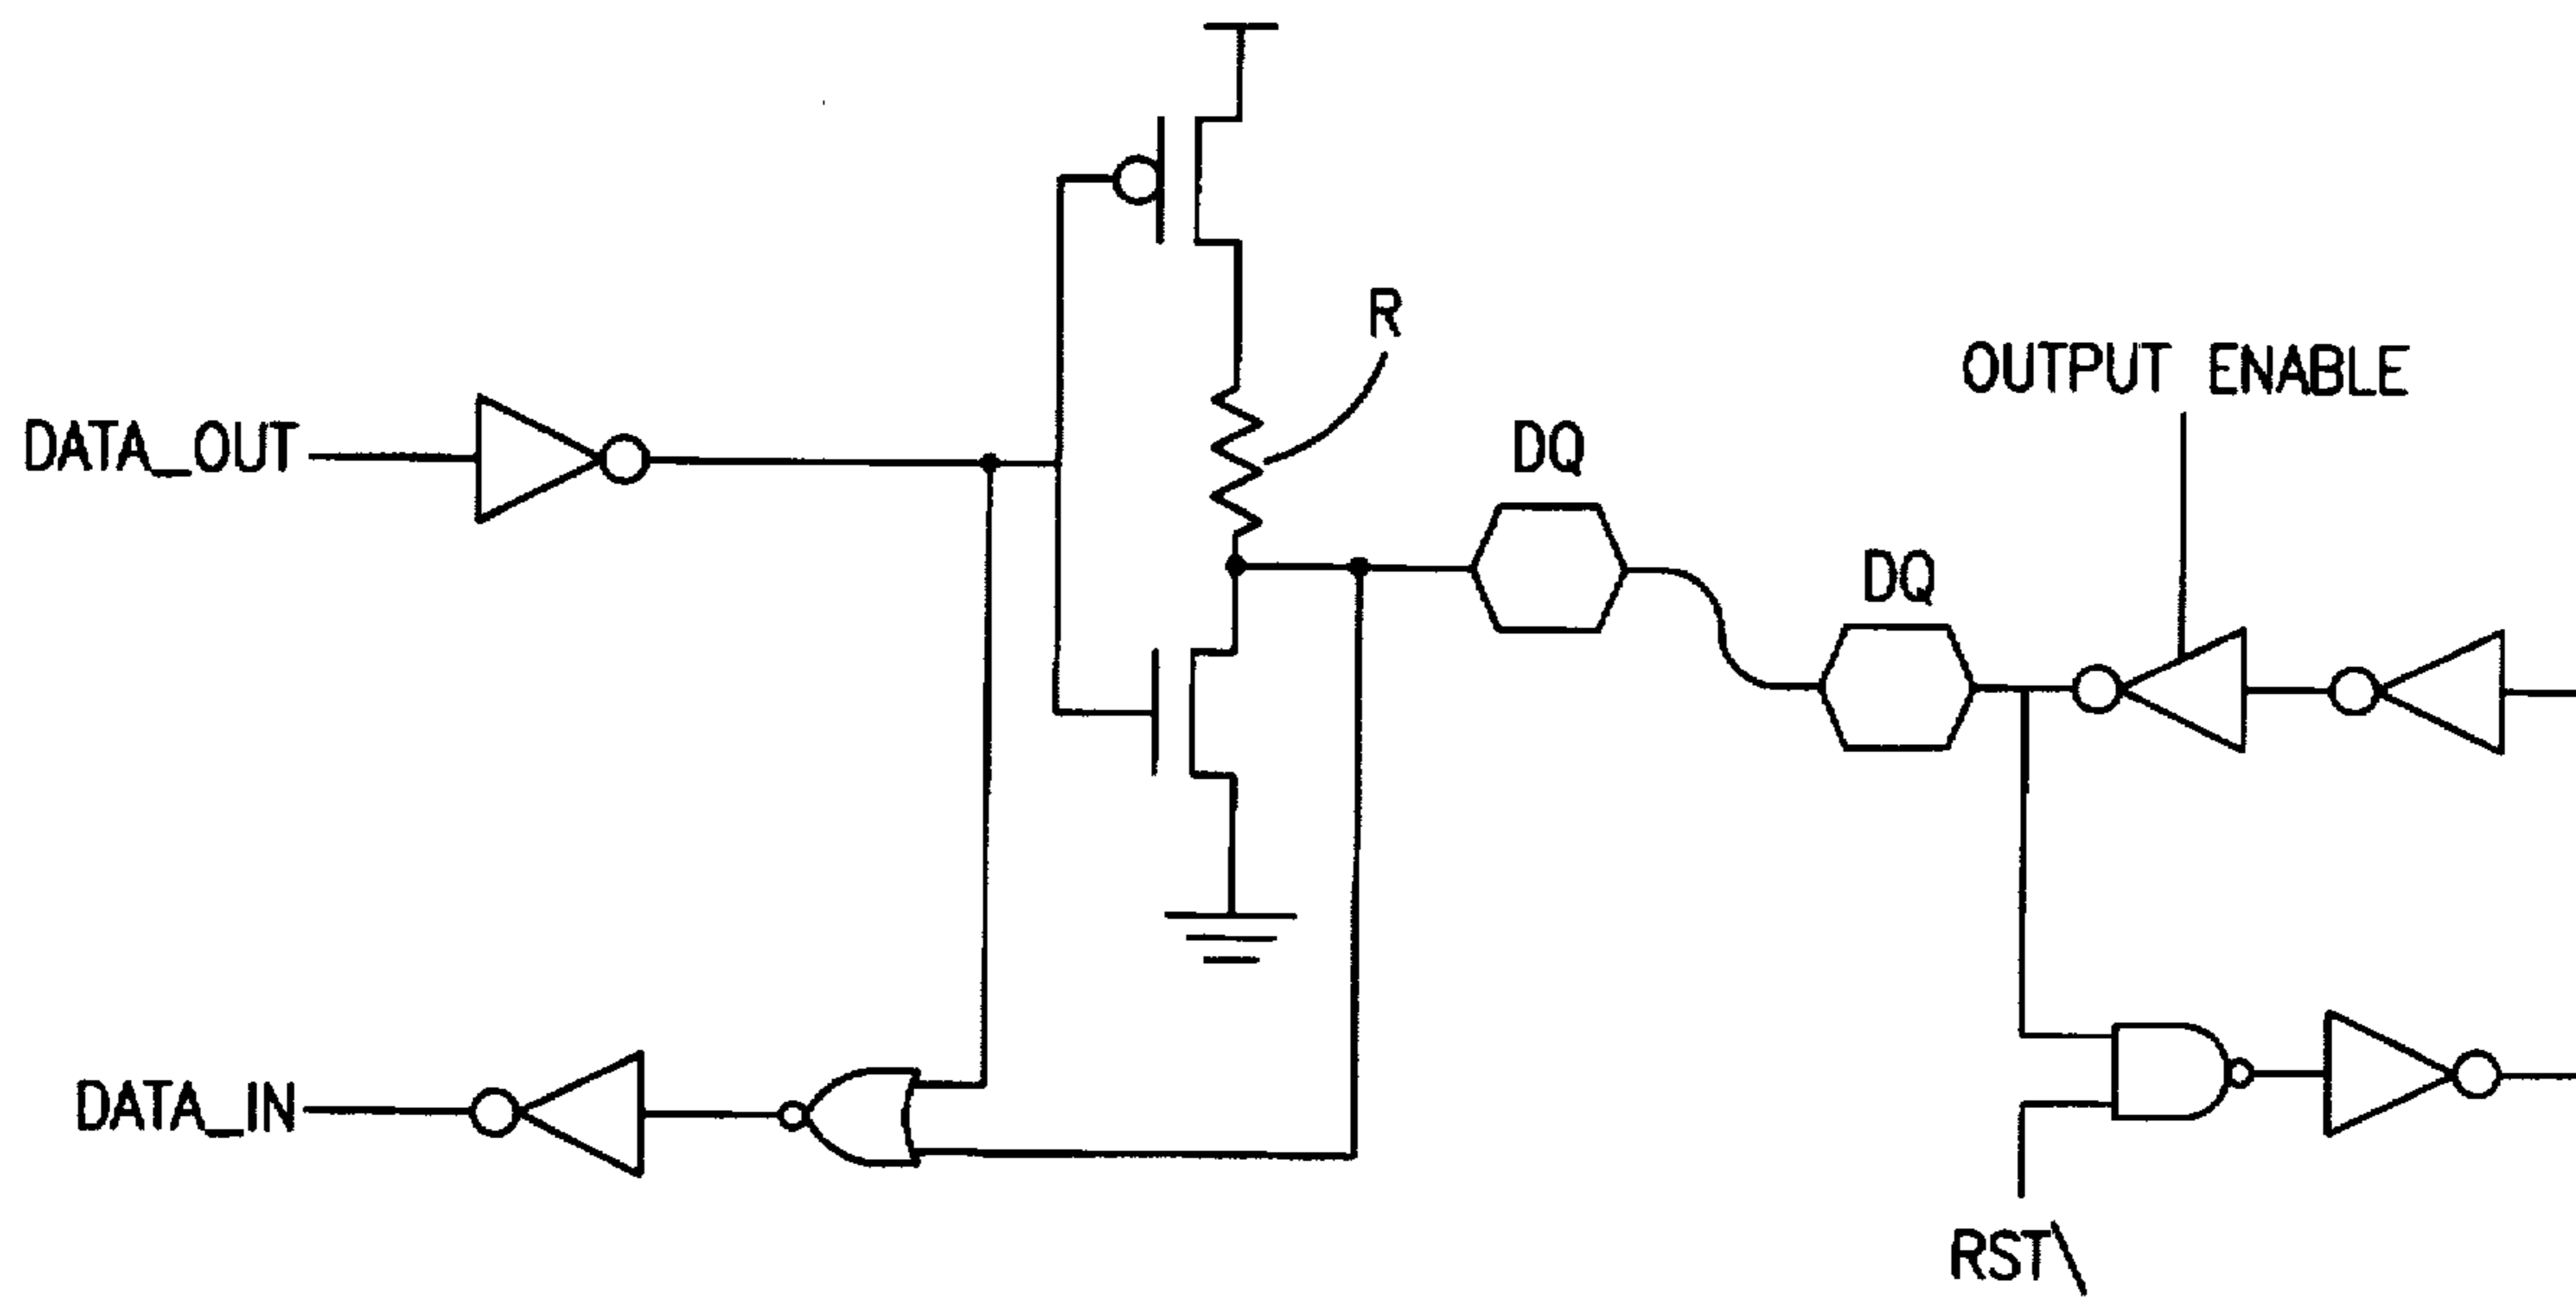 R
OUTPUT ENABLE
DATA_OUT
DQ
DQ
DATA_IN
RST\